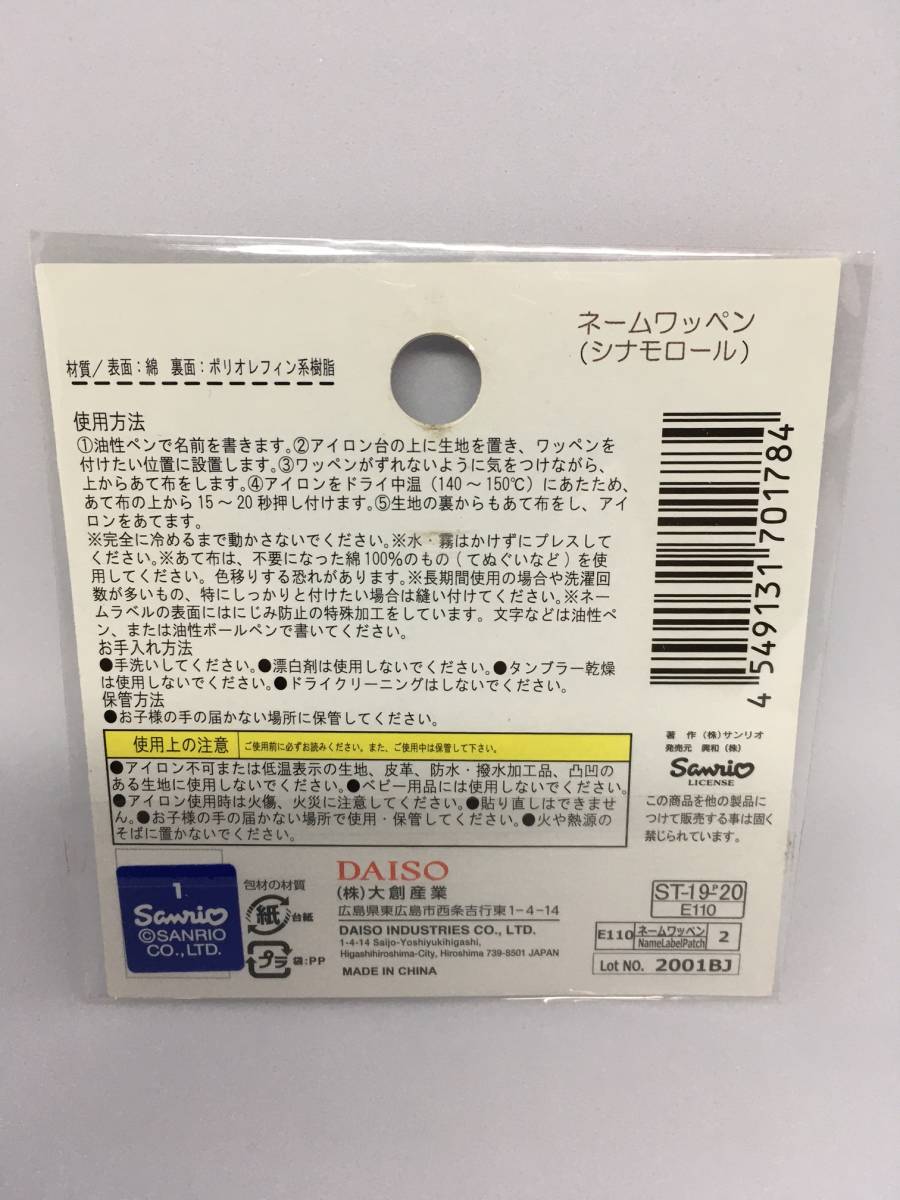 ネームワッペン
(シナモロール)
材質/表面:綿 裏面:ポリオレフィン系樹脂
使用方法
①油性ペンで名前を書きます。②アイロン台の上に生地を置き、ワッペンを
付けたい位置に設置します。③ワッペンがずれないように気をつけながら、
上からあて布をします。④アイロンをドライ中温(140〜150℃)にあたため、
あて布の上から15〜20秒押し付けます。⑤生地の裏からもあて布をし、アイ
ロンをあてます。
※完全に冷めるまで動かさないでください。※水・霧はかけずにプレスして
ください。※あて布は、不要になった綿100%のもの(てぬぐいなど)を使
用してください。色移りする恐れがあります。※長期間使用の場合や洗濯回
数が多いもの、特にしっかりと付けたい場合は縫い付けてください。※ネー
ムラベルの表面にはにじみ防止の特殊加工をしています。文字などは油性ペ
ン、または油性ボールペンで書いてください。
お手入れ方法
●手洗いしてください。●漂白剤は使用しないでください。●タンブラー乾燥
は使用しないでください。●ドライクリーニングはしないでください。
保管方法
●お子様の手の届かない場所に保管してください。
使用上の注意 ご使用前に必ずお読みください。また、ご使用中は保管して下さい。
●アイロン不可または低温表示の生地、皮革、防水・撥水加工品、凸凹の
ある生地に使用しないでください。●ベビー用品には使用しないでください。
●アイロン使用時は火傷、火災に注意してください。●貼り直しはできませ
ん。●お子様の手の届かない場所で使用・保管してください。●火や熱源の
そばに置かないでください。
4549131701784
著 作 (株)サンリオ
発売元 興和(株)
Sanrio
LICENSE
この商品を他の製品に
つけて販売する事は固く
禁じられています。
1
Sanrio
©SANRIO
CO., LTD.
包材の材質
紙 台紙
プラ 袋:PP
DAISO
(株)大創産業
広島県東広島市西条吉行東1-4-14
DAISO INDUSTRIES CO., LTD.
1-4-14 Saijo-Yoshiyukihigashi,
Higashihiroshima-City, Hiroshima 739-8501 JAPAN
MADE IN CHINA
ST-19-P20
E110
E110 ネームワッペン NameLabelPatch 2
Lot NO. 2001BJ